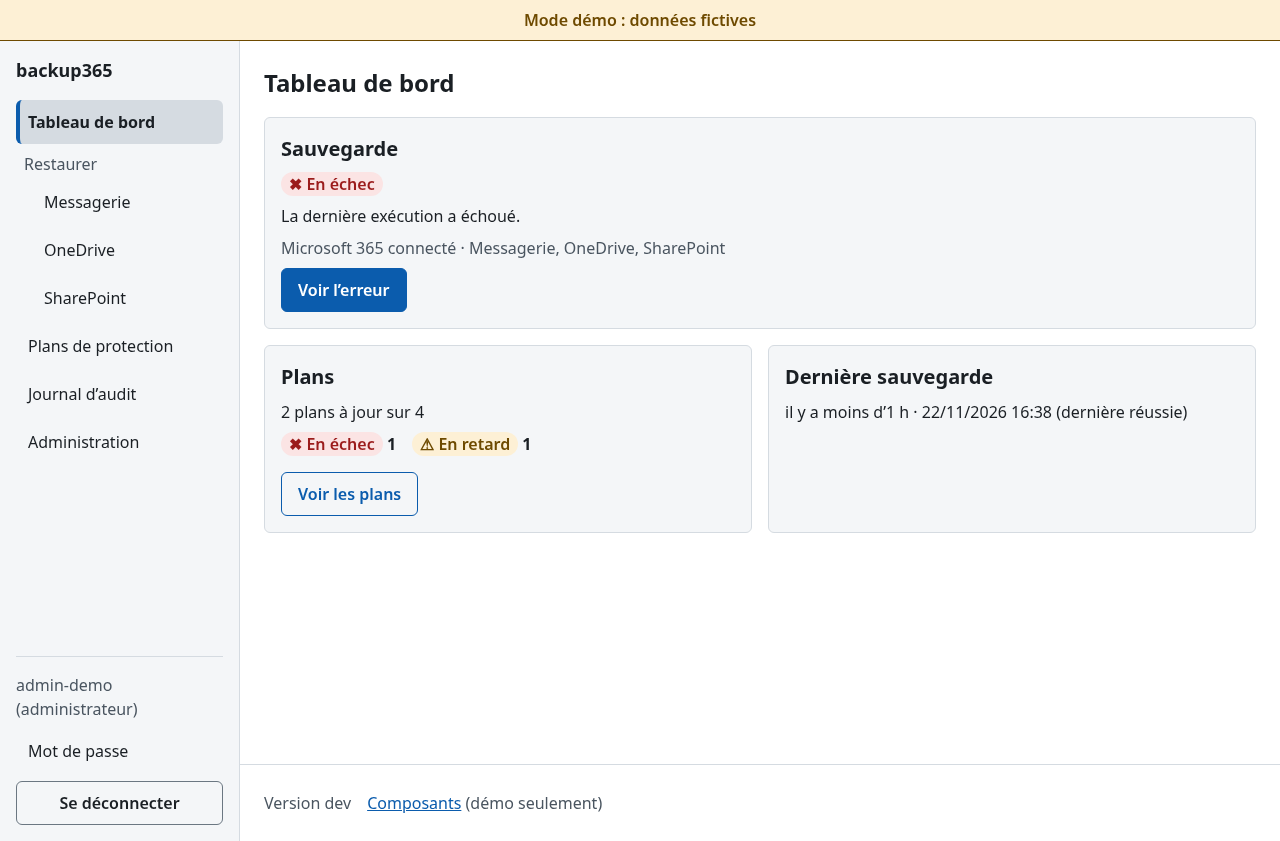 Mode démo : données fictives
backup365
Tableau de bord
Restaurer
Messagerie
OneDrive
SharePoint
Plans de protection
Journal d’audit
Administration
admin-demo
(administrateur)
Mot de passe
Se déconnecter
Tableau de bord
Sauvegarde
✖ En échec
La dernière exécution a échoué.
Microsoft 365 connecté · Messagerie, OneDrive, SharePoint
Voir l’erreur
Plans
2 plans à jour sur 4
✖ En échec 1 ⚠ En retard 1
Voir les plans
Dernière sauvegarde
il y a moins d’1 h · 22/11/2026 16:38 (dernière réussie)
Version dev Composants (démo seulement)